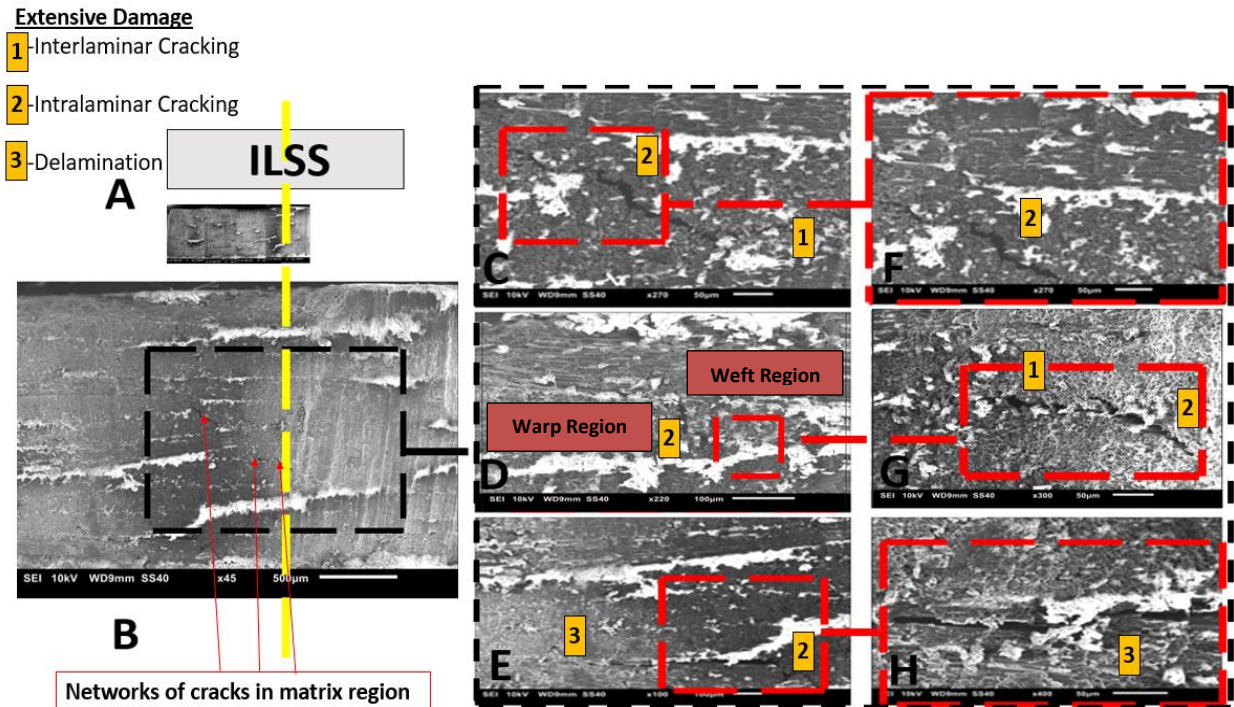 Extensive Damage
1 -Interlaminar Cracking
2 -Intralaminar Cracking
3 -Delamination
ILSS
A
SEI 10kV WD9mm SS40 x45 500µm
B
Networks of cracks in matrix region
2
1
C
SEI 10kV WD9mm SS40 x270 50µm
2
F
SEI 10kV WD9mm SS40 x270 50µm
Weft Region
Warp Region
2
D
SEI 10kV WD9mm SS40 x220 100µm
1
2
G
SEI 10kV WD9mm SS40 x300 50µm
3
2
E
SEI 10kV WD9mm SS40 x100 100µm
3
H
SEI 10kV WD9mm SS40 x400 50µm